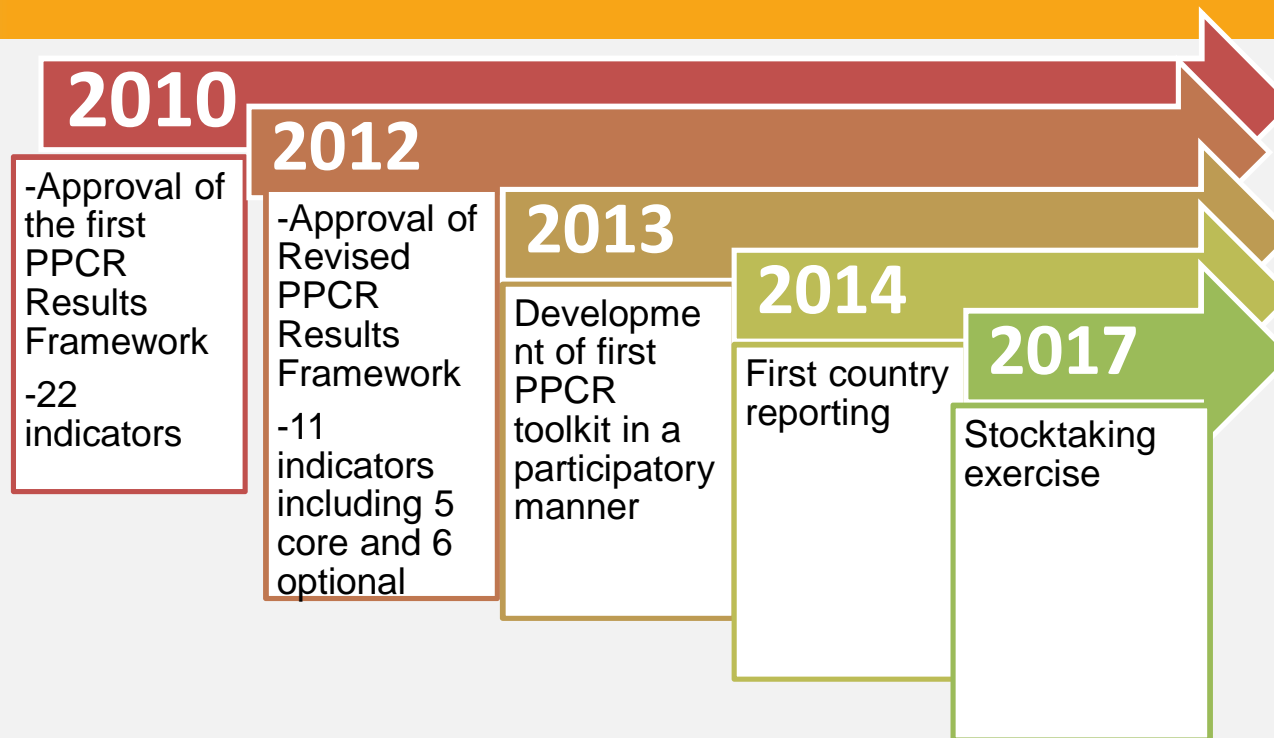 2010
-Approval of
the first
PPCR
Results
Framework
-22
indicators
2012
-Approval of
Revised
PPCR
Results
Framework
-11
indicators
including 5
core and 6
optional
2013
Developme
nt of first
PPCR
toolkit in a
participatory
manner
2014
First country
reporting
2017
Stocktaking
exercise